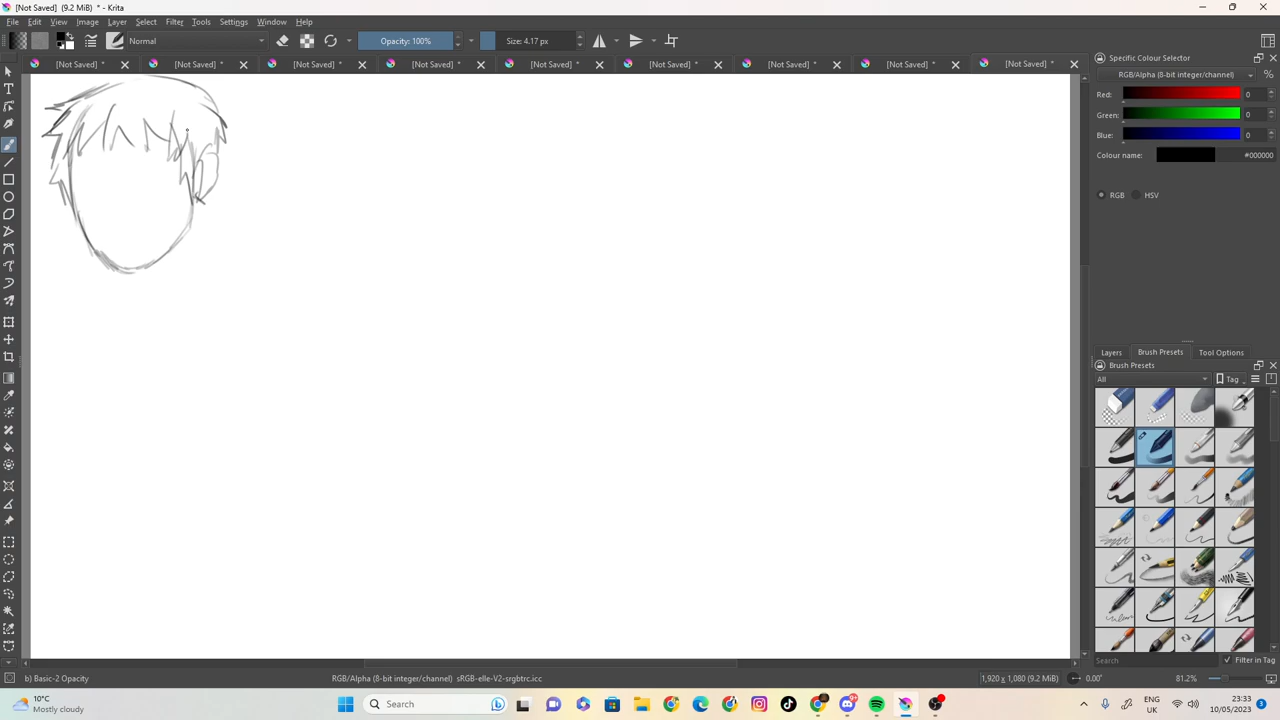 [Not Saved] (9.2 MiB) * - Krita
File Edit View Image Layer Select Filter Tools Settings Window Help
Normal Opacity: 100% Size: 4.17 px
[Not Saved] * [Not Saved] * [Not Saved] * [Not Saved] * [Not Saved] * [Not Saved] * [Not Saved] * [Not Saved] * [Not Saved] *
Specific Colour Selector
RGB/Alpha (8-bit integer/channel) %
Red: 0
Green: 0
Blue: 0
Colour name: #000000
RGB HSV
Layers Brush Presets Tool Options
Brush Presets
All Tag
Search Filter in Tag
b) Basic-2 Opacity RGB/Alpha (8-bit integer/channel) sRGB-elle-V2-srgbtrc.icc 1,920 x 1,080 (9.2 MiB) 0.00° 81.2%
10°C
Mostly cloudy
Search
ENG
UK
23:33
10/05/2023
3